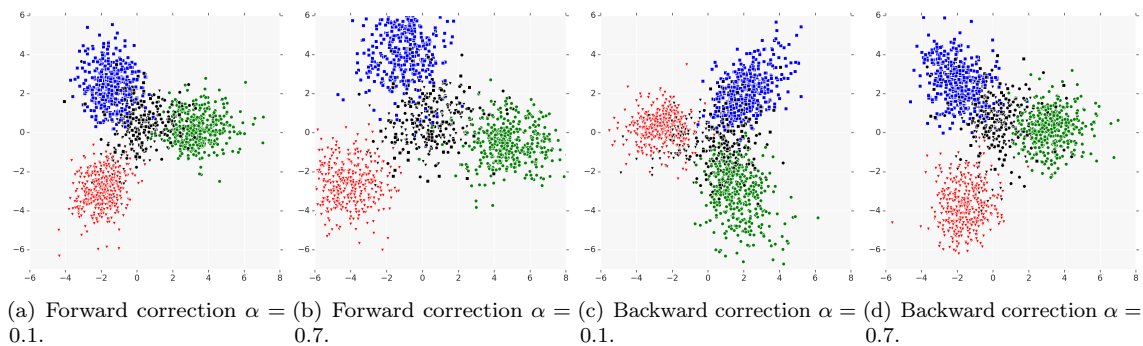 6 6 6 6
4 4 4 4
2 2 2 2
0 0 0 0
−2 −2 −2 −2
−4 −4 −4 −4
−6 −6 −6 −6
−6 −4 −2 0 2 4 6 8 −6 −4 −2 0 2 4 6 8 −6 −4 −2 0 2 4 6 8 −6 −4 −2 0 2 4 6 8
(a) Forward correction α = (b) Forward correction α = (c) Backward correction α = (d) Backward correction α =
0.1. 0.7. 0.1. 0.7.